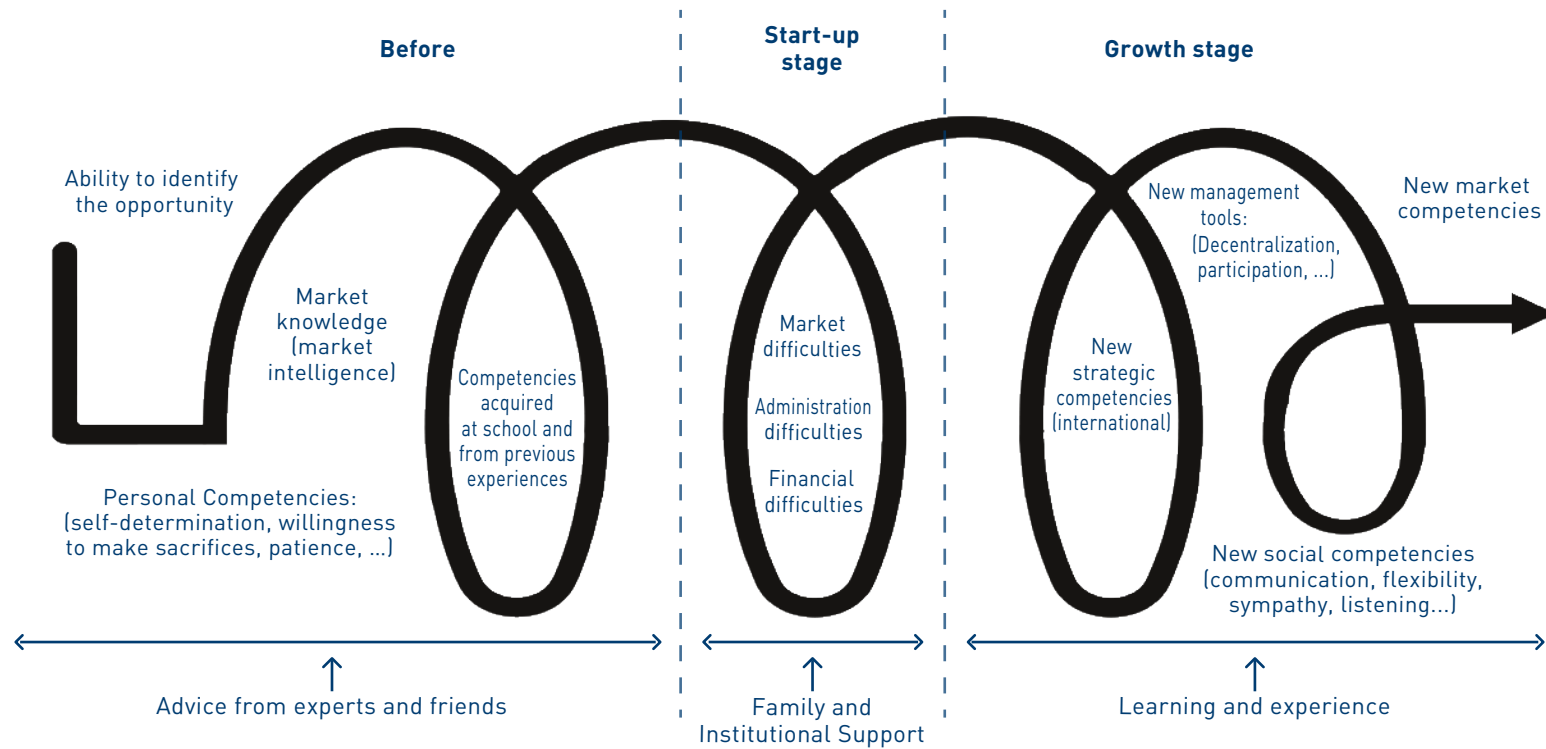 Before
Start-up
stage
Growth stage
Ability to identify
the opportunity
Market
knowledge
(market
intelligence)
Competencies
acquired
at school and
from previous
experiences
Personal Competencies:
(self-determination, willingness
to make sacrifices, patience, ...)
Market
difficulties
Administration
difficulties
Financial
difficulties
New
strategic
competencies
(international)
New management
tools:
(Decentralization,
participation, ...)
New market
competencies
New social competencies
(communication, flexibility,
sympathy, listening...)
Advice from experts and friends
Family and
Institutional Support
Learning and experience